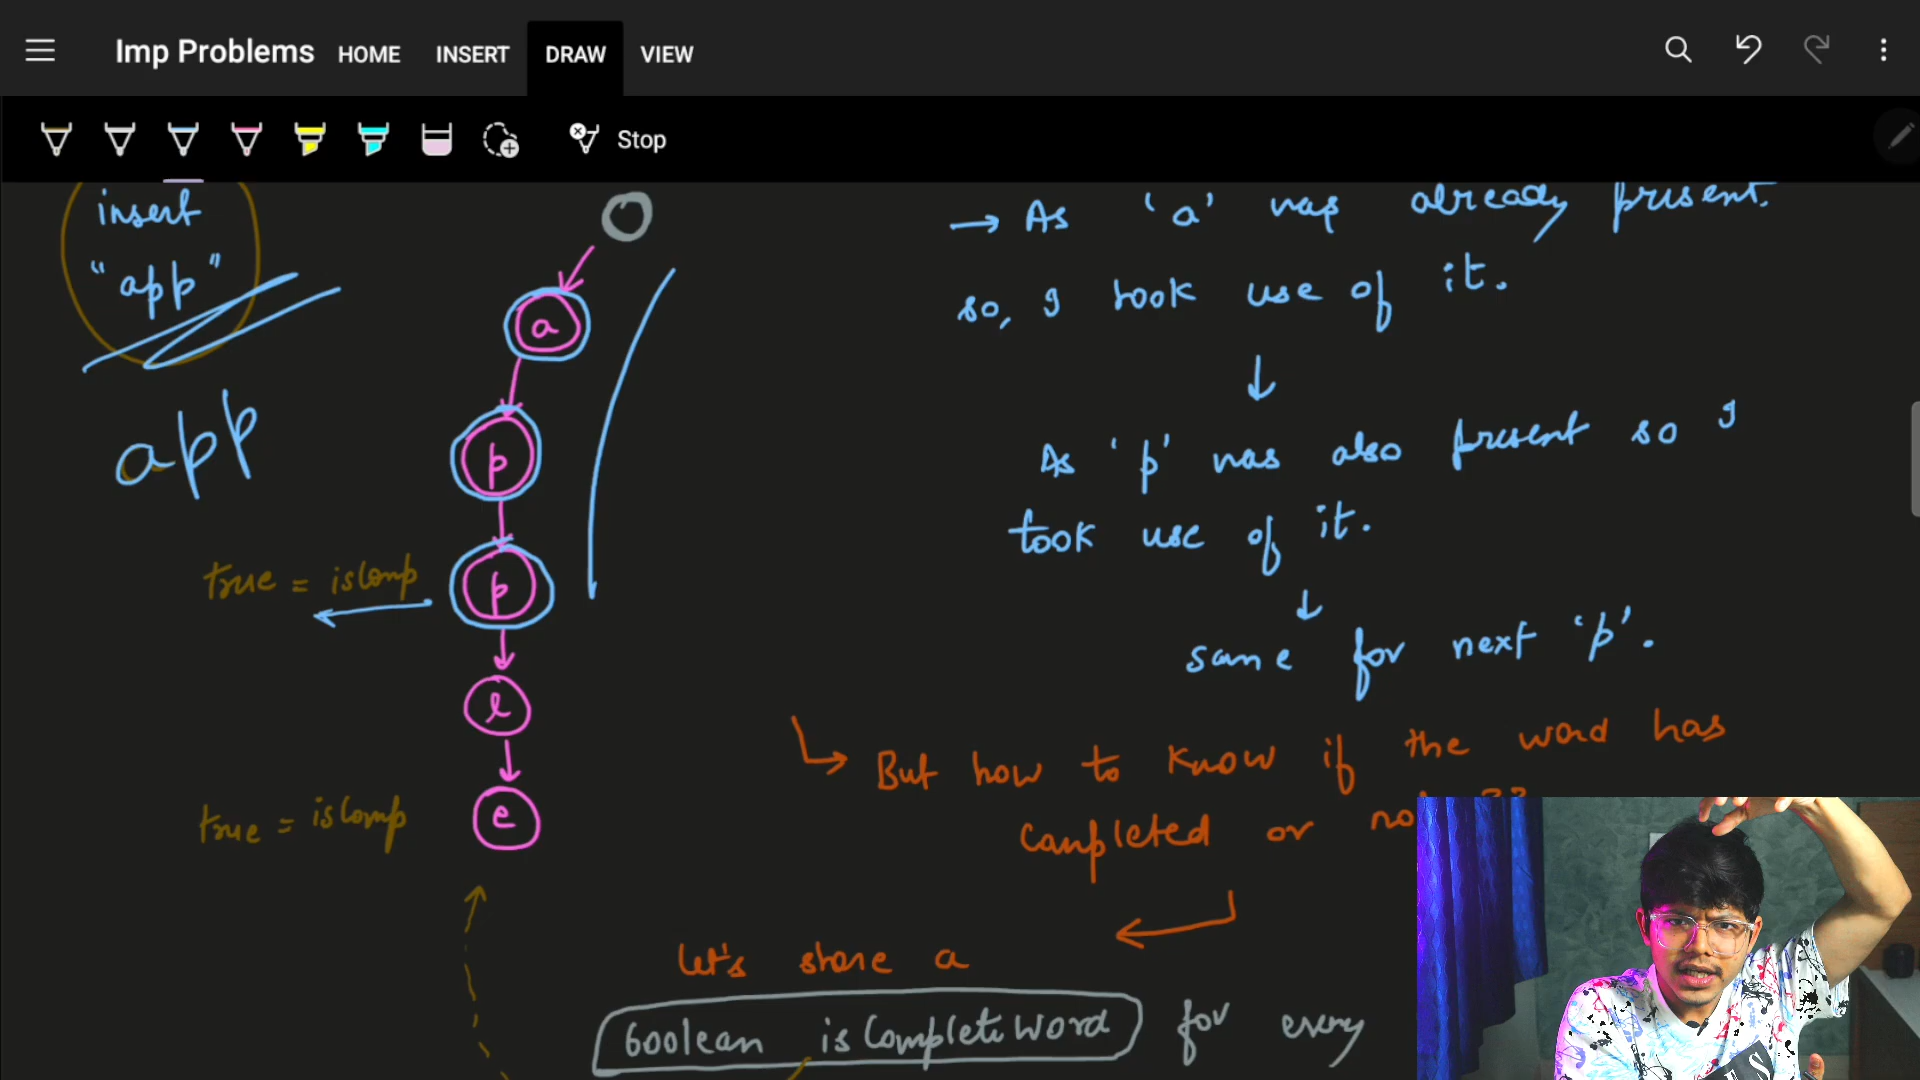 Imp Problems HOME INSERT DRAW VIEW
Stop
insert
"app"
app
a
p
p
l
e
true = isComp
true = isComp
→ As 'a' was already present.
so, I took use of it.
As 'p' was also present so I
took use of it.
same for next 'p'.
But how to know if the word has
completed or
let's store a
boolean isCompleteWord for every